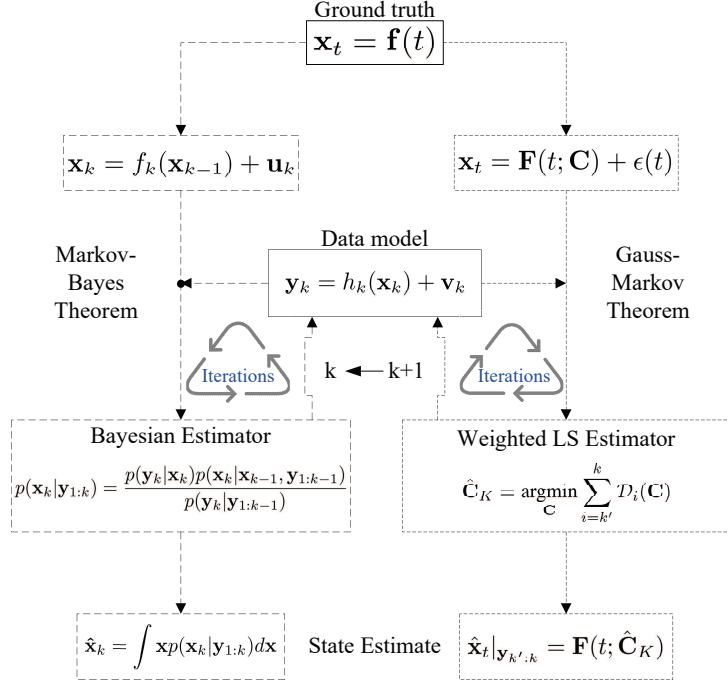 Ground truth
𝐱_t = 𝐟(t)
𝐱_k = f_k(𝐱_{k−1}) + 𝐮_k
𝐱_t = 𝐅(t; 𝐂) + ϵ(t)
Markov-
Bayes
Theorem
Data model
𝐲_k = h_k(𝐱_k) + 𝐯_k
Gauss-
Markov
Theorem
Iterations
k
k+1
Iterations
Bayesian Estimator
p(𝐱_k|𝐲_{1:k}) = p(𝐲_k|𝐱_k)p(𝐱_k|𝐱_{k−1}, 𝐲_{1:k−1}) / p(𝐲_k|𝐲_{1:k−1})
Weighted LS Estimator
𝐂̂_K = argmin_𝐂 ∑_{i=k′}^{k} 𝒟_i(𝐂)
𝐱̂_k = ∫ 𝐱p(𝐱_k|𝐲_{1:k})d𝐱
State Estimate
𝐱̂_t|_{𝐲_{k′:k}} = 𝐅(t; 𝐂̂_K)